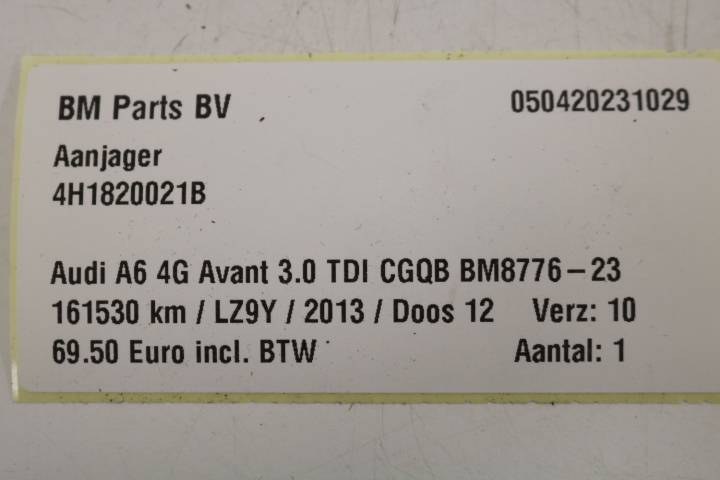 BM Parts BV 050420231029
Aanjager
4H1820021B
Audi A6 4G Avant 3.0 TDI CGQB BM8776-23
161530 km / LZ9Y / 2013 / Doos 12 Verz: 10
69.50 Euro incl. BTW Aantal: 1